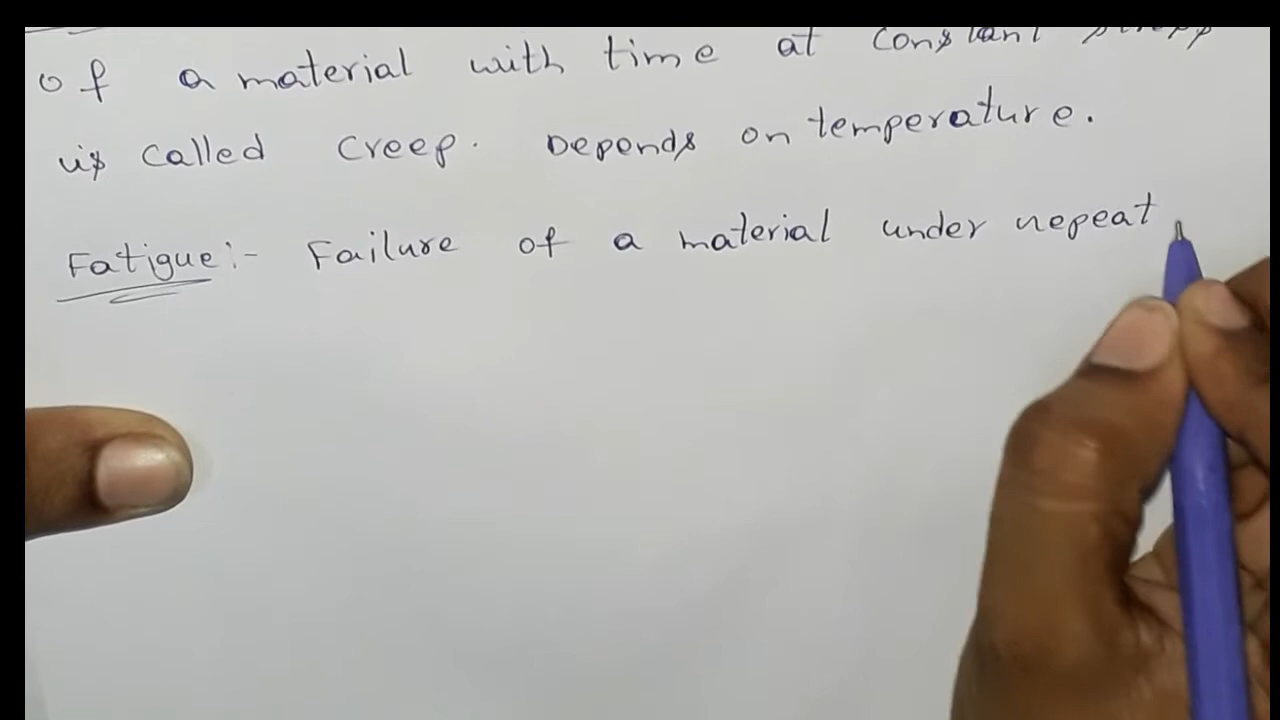 of a material with time at constant
is called Creep. Depends on temperature.
Fatigue:- Failure of a material under repeat